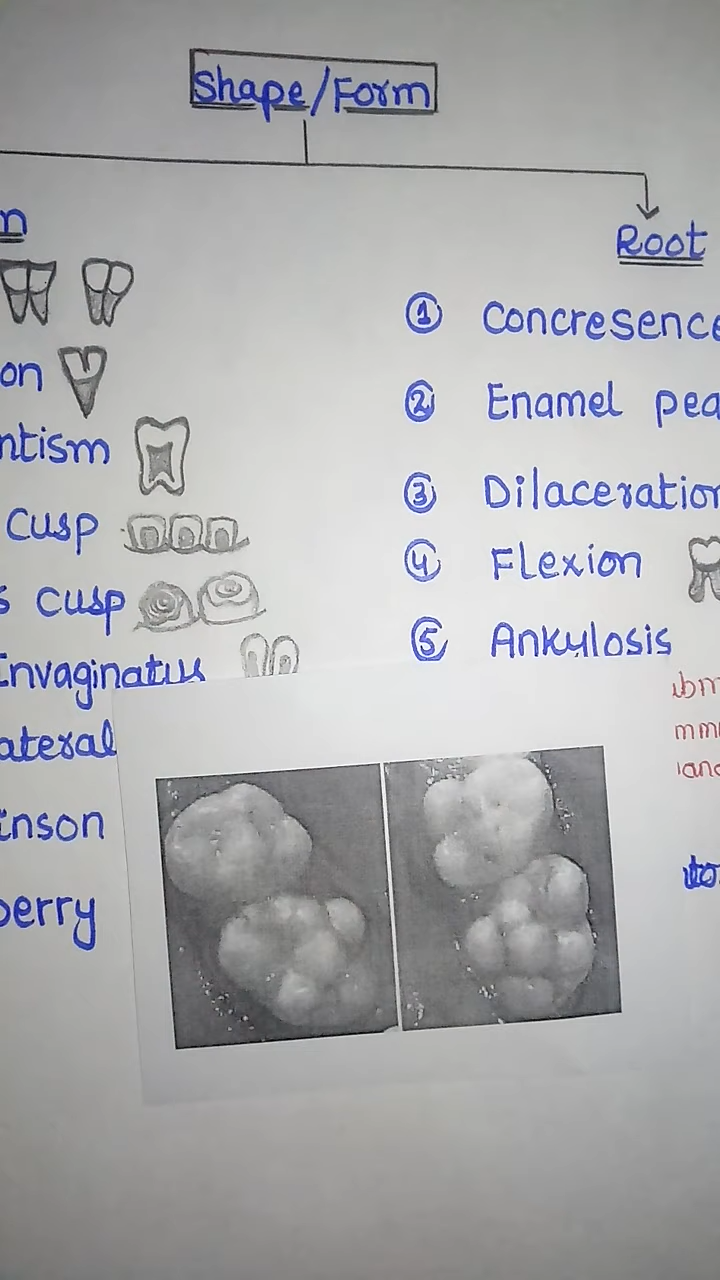 Shape/Form
n
Root
① Concresence
on
② Enamel pea
ntism
③ Dilaceration
cusp
④ Flexion
s cusp
⑤ Ankylosis
Invaginatus
ateral
inson
berry